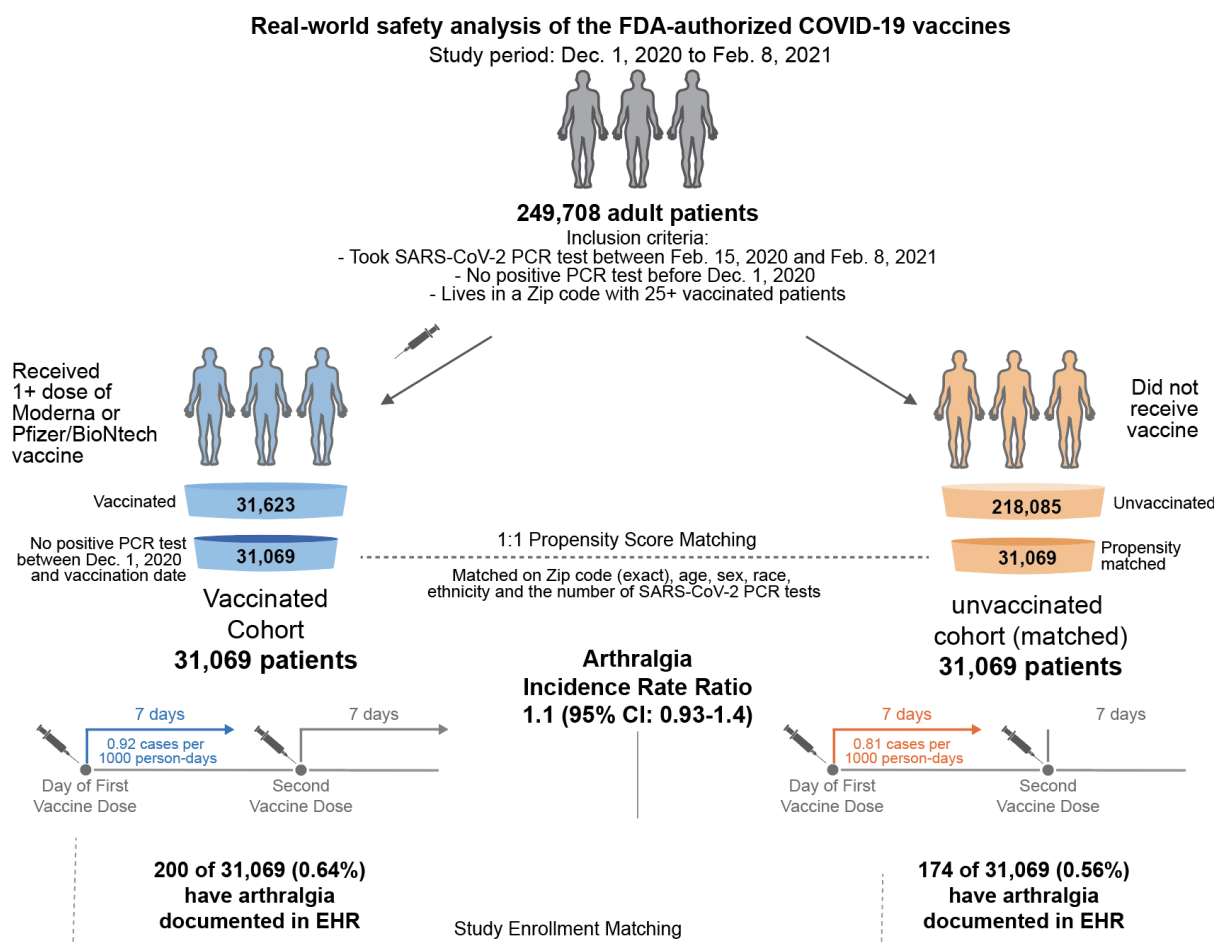 Real-world safety analysis of the FDA-authorized COVID-19 vaccines
Study period: Dec. 1, 2020 to Feb. 8, 2021
249,708 adult patients
Inclusion criteria:
- Took SARS-CoV-2 PCR test between Feb. 15, 2020 and Feb. 8, 2021
- No positive PCR test before Dec. 1, 2020
- Lives in a Zip code with 25+ vaccinated patients
Received
1+ dose of
Moderna or
Pfizer/BioNtech
vaccine
Did not
receive
vaccine
Vaccinated
31,623
218,085
Unvaccinated
No positive PCR test
between Dec. 1, 2020
and vaccination date
31,069
1:1 Propensity Score Matching
Matched on Zip code (exact), age, sex, race,
ethnicity and the number of SARS-CoV-2 PCR tests
31,069
Propensity
matched
Vaccinated
Cohort
31,069 patients
unvaccinated
cohort (matched)
31,069 patients
Arthralgia
Incidence Rate Ratio
1.1 (95% CI: 0.93-1.4)
7 days
0.92 cases per
1000 person-days
7 days
Day of First
Vaccine Dose
Second
Vaccine Dose
7 days
0.81 cases per
1000 person-days
7 days
Day of First
Vaccine Dose
Second
Vaccine Dose
200 of 31,069 (0.64%)
have arthralgia
documented in EHR
174 of 31,069 (0.56%)
have arthralgia
documented in EHR
Study Enrollment Matching